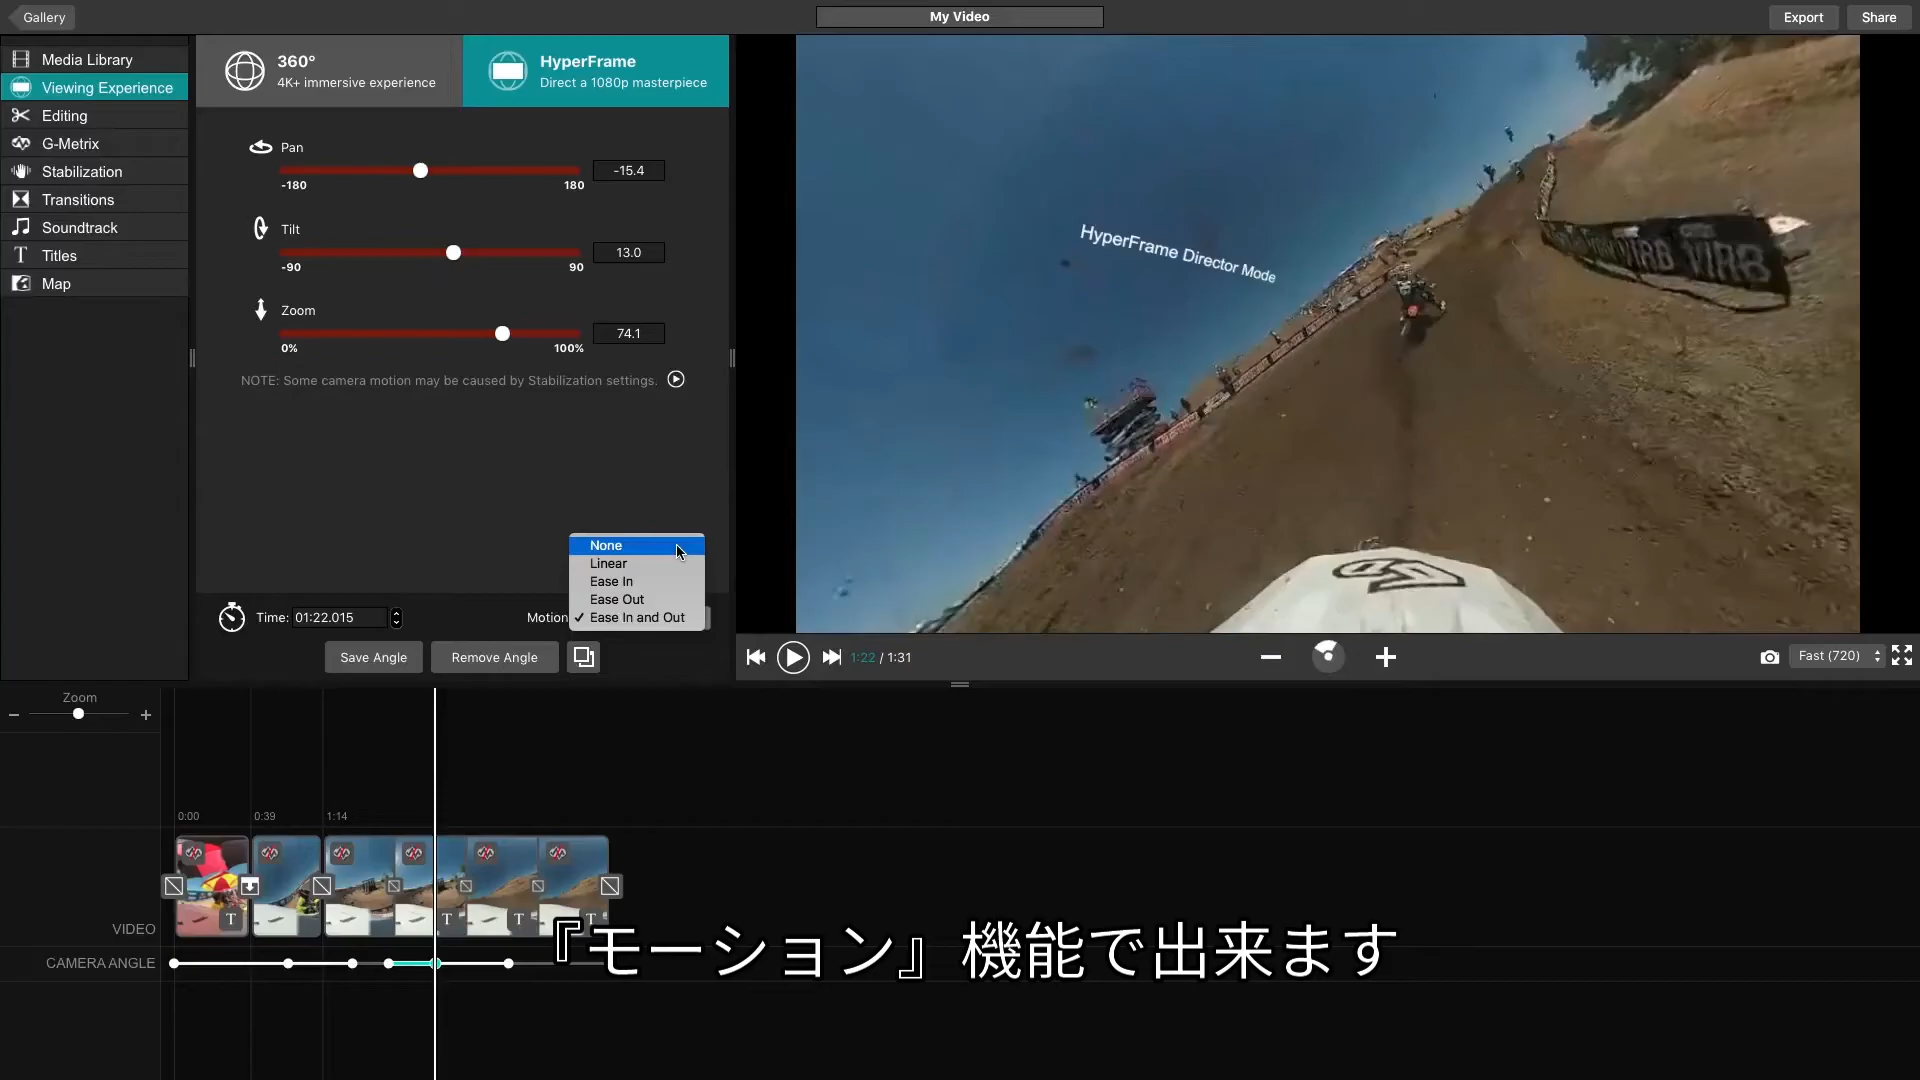 Gallery
My Video
Export
Share
Media Library
Viewing Experience
Editing
G-Metrix
Stabilization
Transitions
Soundtrack
Titles
Map
360°
4K+ immersive experience
HyperFrame
Direct a 1080p masterpiece
Pan
-15.4
-180
180
Tilt
13.0
-90
90
Zoom
74.1
0%
100%
NOTE: Some camera motion may be caused by Stabilization settings.
None
Linear
Ease In
Ease Out
✓ Ease In and Out
Time: 01:22.015
Motion
Save Angle
Remove Angle
HyperFrame Director Mode
VIRB VIRB
1:22 / 1:31
Fast (720)
Zoom
0:00
0:39
1:14
T
T
T
T
VIDEO
CAMERA ANGLE
『モーション』機能で出来ます